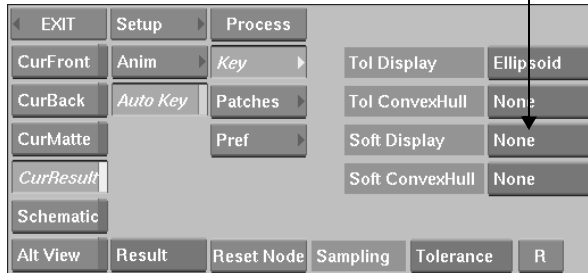 EXIT Setup Process
CurFront Anim Key Tol Display Ellipsoid
CurBack Auto Key Patches Tol ConvexHull None
CurMatte Pref Soft Display None
CurResult Soft ConvexHull None
Schematic
Alt View Result Reset Node Sampling Tolerance R